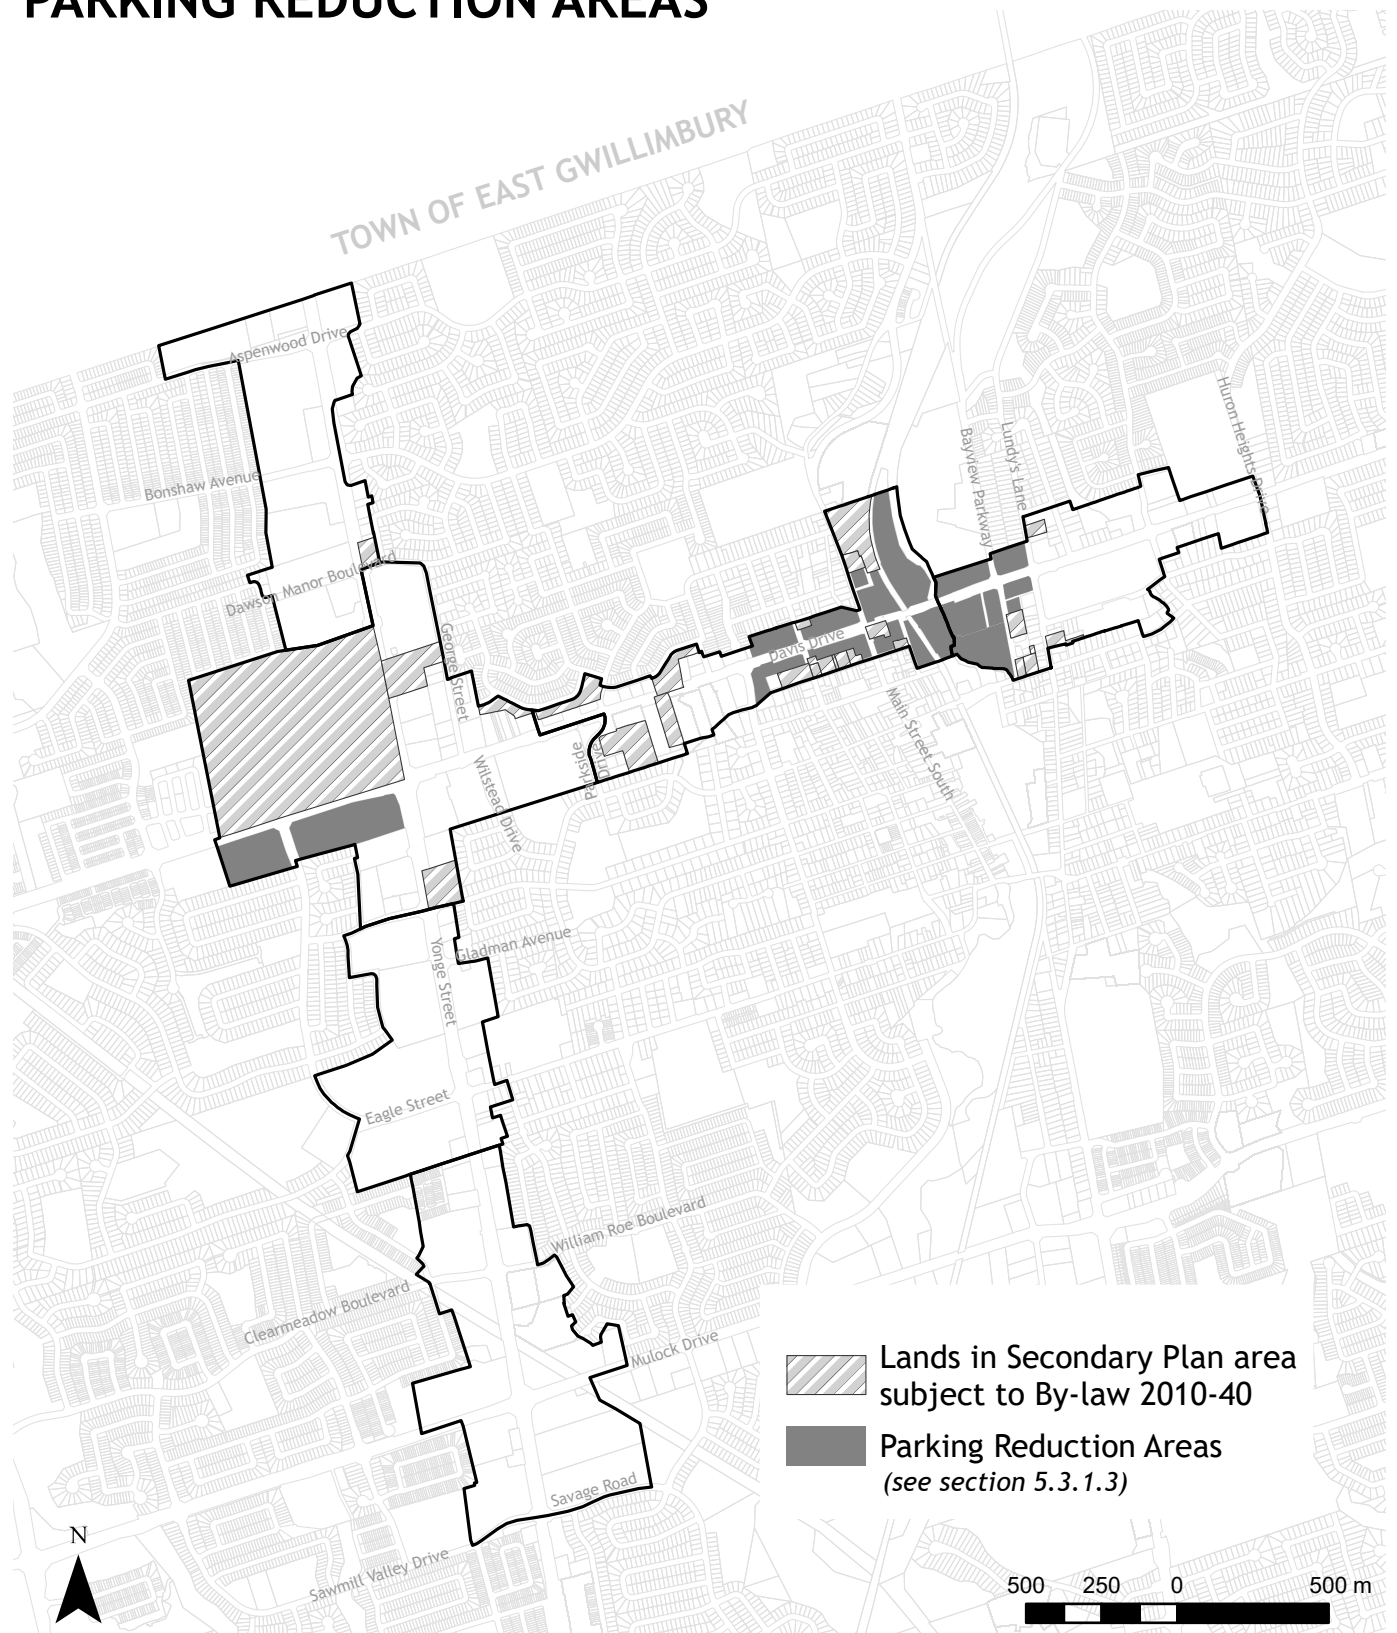 PARKING REDUCTION AREAS
TOWN OF EAST GWILLIMBURY
Aspenwood Drive
Huron Heights Drive
Bonshaw Avenue
Bayview Parkway
Lundy's Lane
Dawson Manor Boulevard
George Street
Davis Drive
Main Street South
Parkside
Drive
Wilstead Drive
Gladman Avenue
Yonge Street
Eagle Street
William Roe Boulevard
Clearmeadow Boulevard
Mulock Drive
Lands in Secondary Plan area
subject to By-law 2010-40
Parking Reduction Areas
(see section 5.3.1.3)
Savage Road
Sawmill Valley Drive
N
500 250 0 500 m